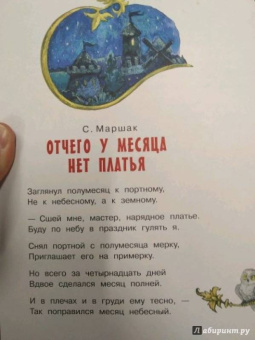 С. Маршак
ОТЧЕГО У МЕСЯЦА
НЕТ ПЛАТЬЯ
Заглянул полумесяц к портному,
Не к небесному, а к земному.
— Сшей мне, мастер, нарядное платье.
Буду по небу в праздник гулять я.
Снял портной с полумесяца мерку,
Приглашает его на примерку.
Но всего за четырнадцать дней
Вдвое сделался месяц полней.
И в плечах и в груди ему тесно, —
Так поправился месяц небесный.
Лабиринт.ру